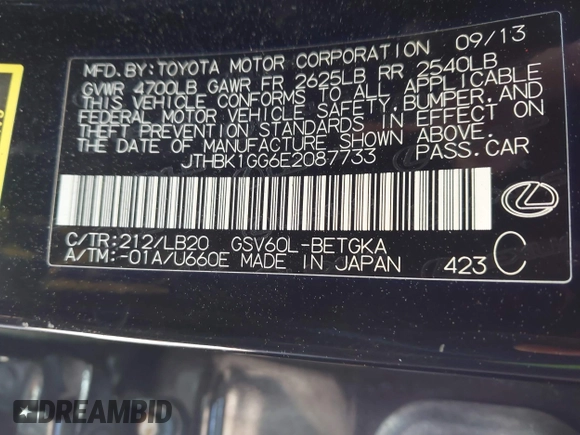 MFD.BY:TOYOTA MOTOR CORPORATION 09/13
GVWR 4700LB GAWR FR 2625LB RR 2540LB
THIS VEHICLE CONFORMS TO ALL APPLICABLE
FEDERAL MOTOR VEHICLE SAFETY,BUMPER,AND
THEFT PREVENTION STANDARDS IN EFFECT ON
THE DATE OF MANUFACTURE SHOWN ABOVE.
JTHBK1GG6E2087733 PASS.CAR
C/TR:212/LB20 GSV60L-BETGKA
A/TM:-01A/U660E MADE IN JAPAN 423 C
DREAMBID